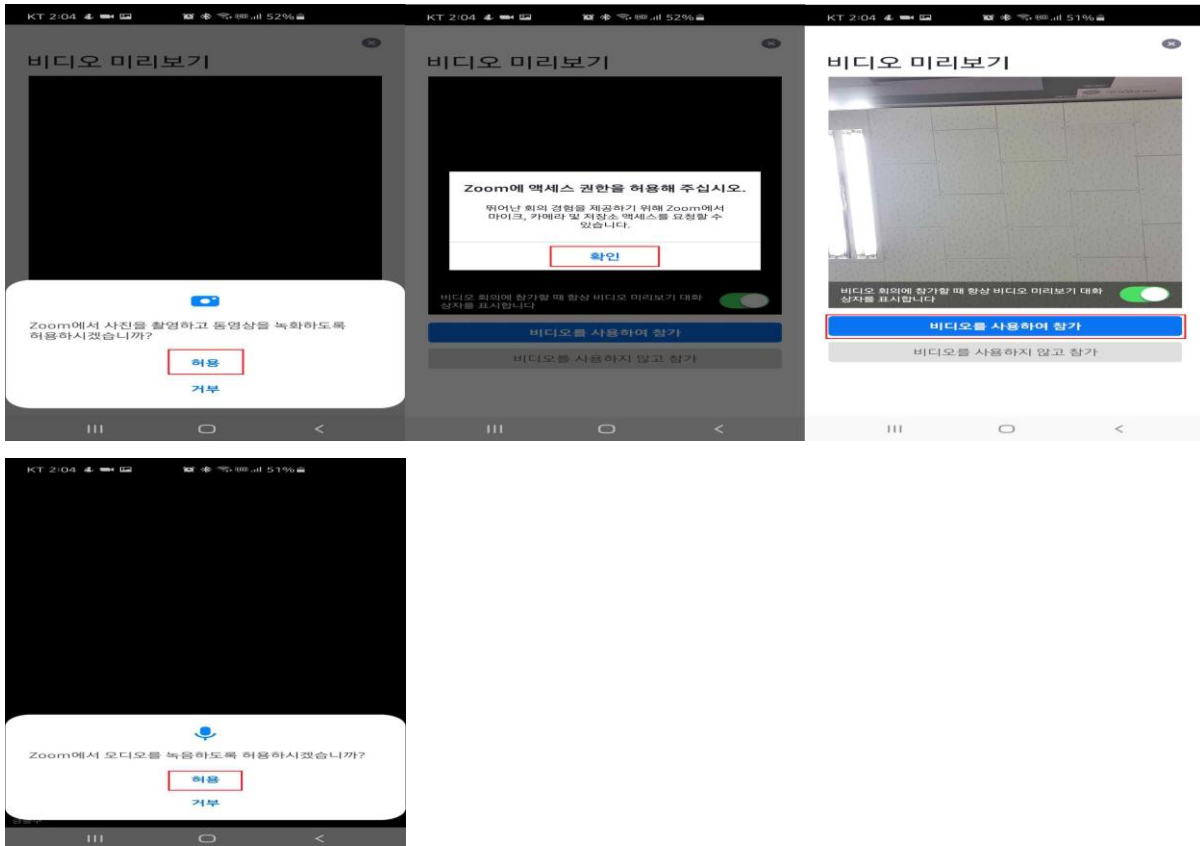 KT 2:04 52%
비디오 미리보기
Zoom에서 사진을 촬영하고 동영상을 녹화하도록
허용하시겠습니까?
허용
거부
KT 2:04 52%
비디오 미리보기
Zoom에 액세스 권한을 허용해 주십시오.
뛰어난 회의 경험을 제공하기 위해 Zoom에서
마이크, 카메라 및 저장소 액세스를 요청할 수
있습니다.
확인
비디오 회의에 참가할 때 항상 비디오 미리보기 대화
상자를 표시합니다
비디오를 사용하여 참가
비디오를 사용하지 않고 참가
KT 2:04 51%
비디오 미리보기
비디오 회의에 참가할 때 항상 비디오 미리보기 대화
상자를 표시합니다
비디오를 사용하여 참가
비디오를 사용하지 않고 참가
KT 2:04 51%
Zoom에서 오디오를 녹음하도록 허용하시겠습니까?
허용
거부